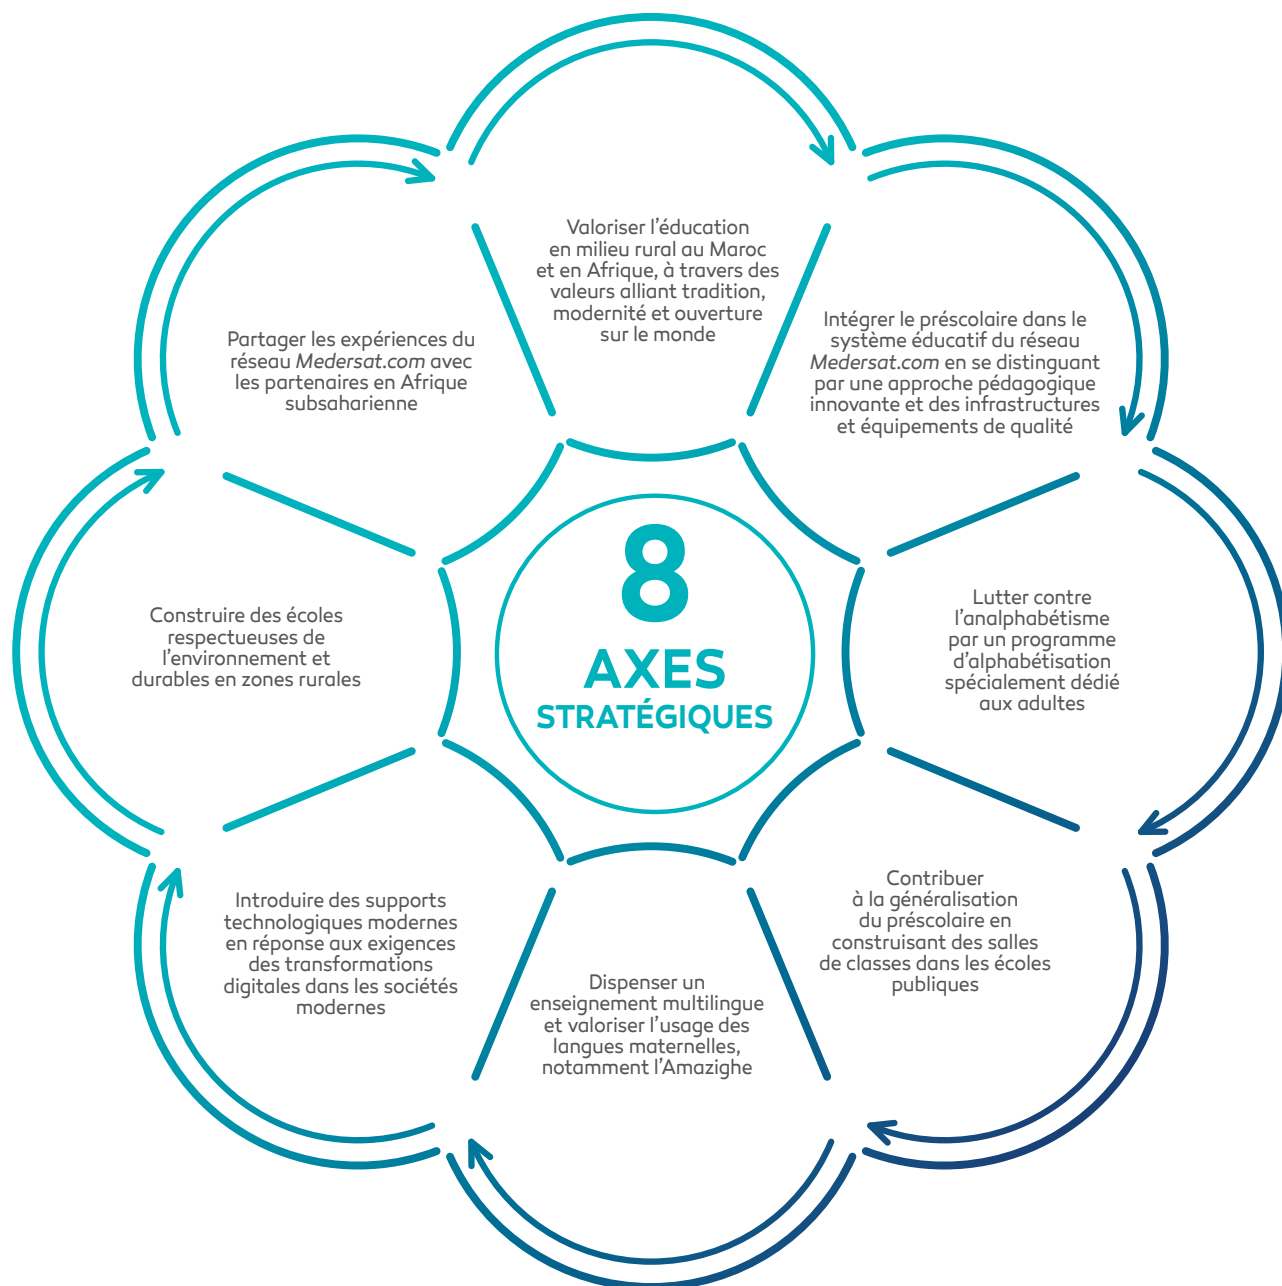 Valoriser l'éducation
en milieu rural au Maroc
et en Afrique, à travers des
valeurs alliant tradition,
modernité et ouverture
sur le monde
Intégrer le préscolaire dans le
système éducatif du réseau
Medersat.com en se distinguant
par une approche pédagogique
innovante et des infrastructures
et équipements de qualité
Lutter contre
l'analphabétisme
par un programme
d'alphabétisation
spécialement dédié
aux adultes
Contribuer
à la généralisation
du préscolaire en
construisant des salles
de classes dans les écoles
publiques
Dispenser un
enseignement multilingue
et valoriser l'usage des
langues maternelles,
notamment l'Amazighe
Introduire des supports
technologiques modernes
en réponse aux exigences
des transformations
digitales dans les sociétés
modernes
Construire des écoles
respectueuses de
l'environnement et
durables en zones rurales
Partager les expériences du
réseau Medersat.com avec
les partenaires en Afrique
subsaharienne
8
AXES
STRATÉGIQUES